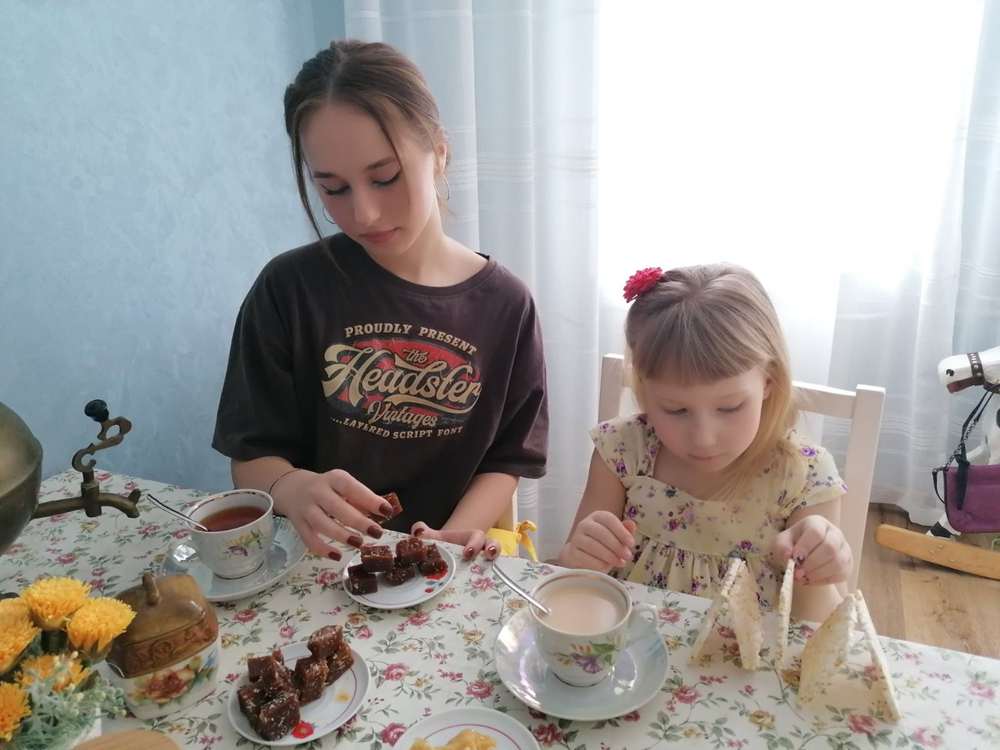 PROUDLY PRESENT
the
Headster
Vintages
....LAYERED SCRIPT FONT